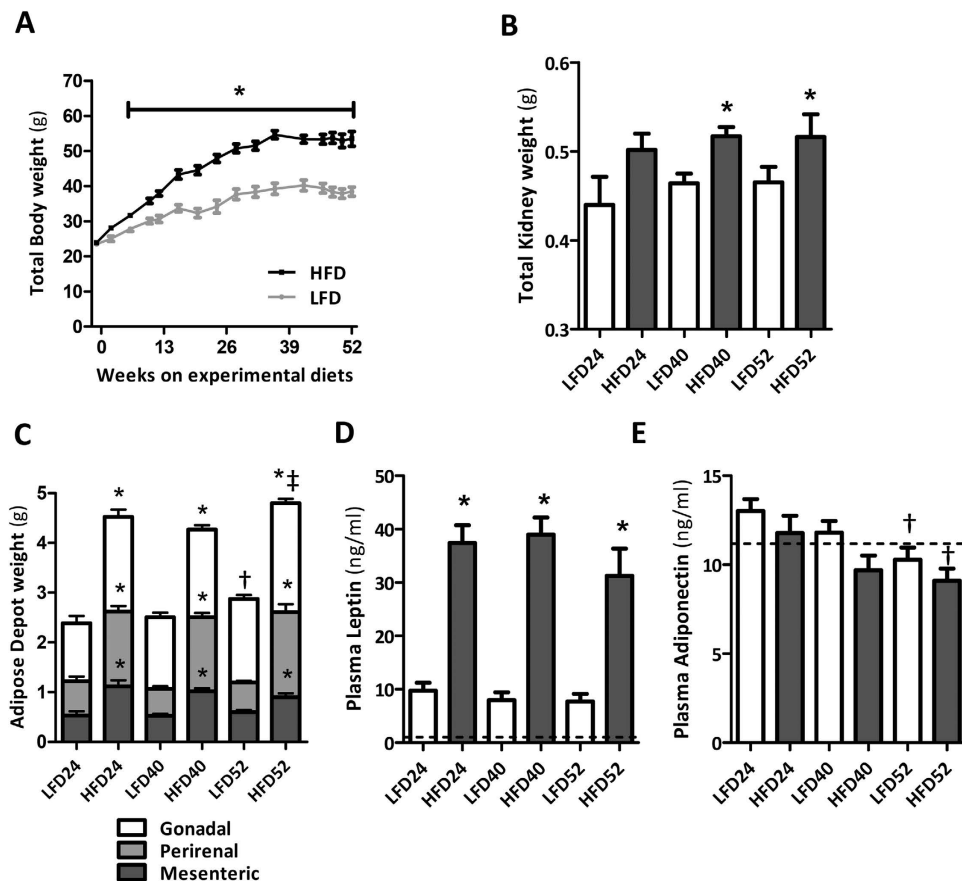 A
Total Body weight (g)
70
60
50
40
30
20
10
0
*
HFD
LFD
0 13 26 39 52
Weeks on experimental diets
B
Total Kidney weight (g)
0.6
0.5
0.4
0.3
* *
LFD24 HFD24 LFD40 HFD40 LFD52 HFD52
C
Adipose Depot weight (g)
5
4
3
2
1
0
* * † *‡
* * *
* * *
LFD24 HFD24 LFD40 HFD40 LFD52 HFD52
Gonadal
Perirenal
Mesenteric
D
Plasma Leptin (ng/ml)
50
40
30
20
10
0
* * *
LFD24 HFD24 LFD40 HFD40 LFD52 HFD52
E
Plasma Adiponectin (ng/ml)
15
10
5
0
† †
LFD24 HFD24 LFD40 HFD40 LFD52 HFD52